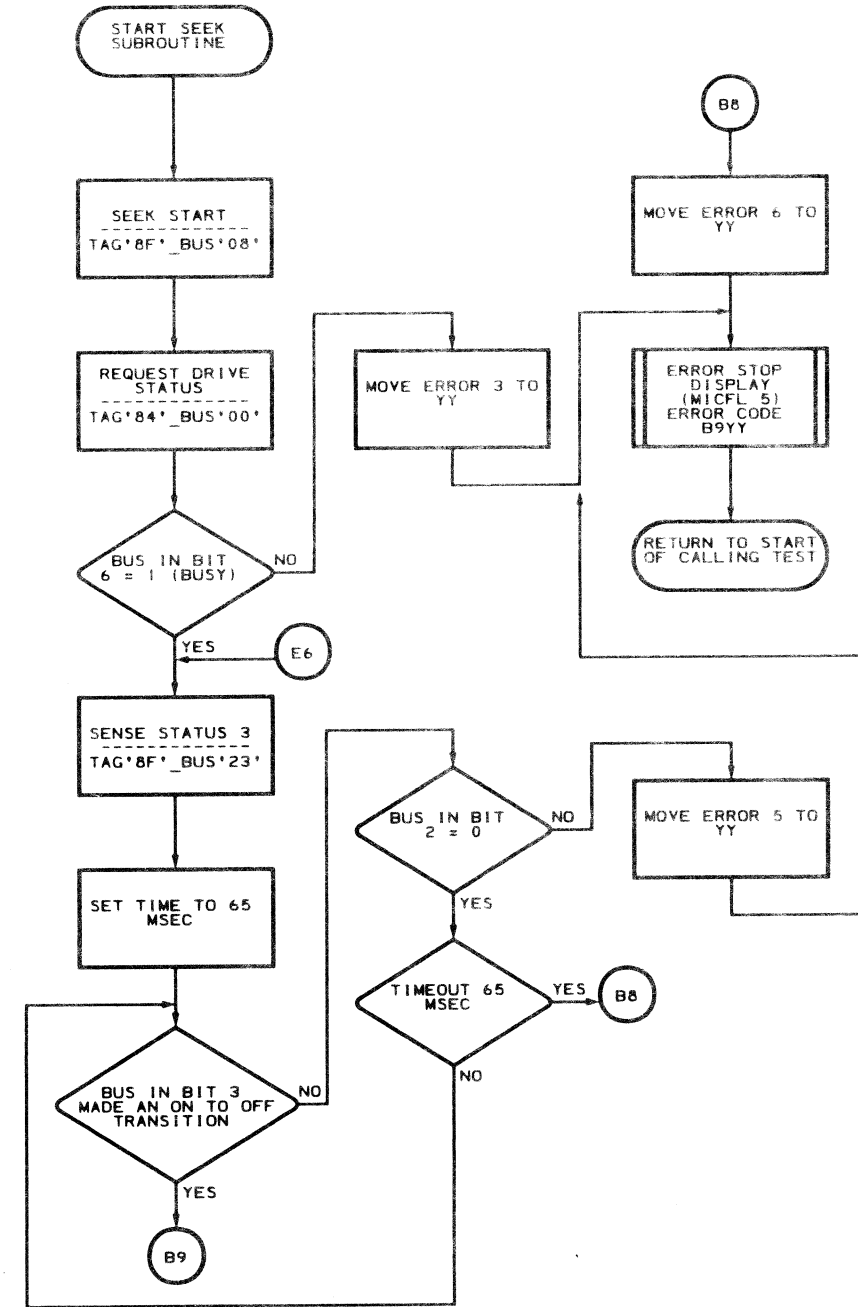 START SEEK
SUBROUTINE
SEEK START
TAG'8F'_BUS'08'
REQUEST DRIVE
STATUS
TAG'84'_BUS'00'
BUS IN BIT
6 = 1 (BUSY)
NO
YES
E6
MOVE ERROR 3 TO
YY
B8
MOVE ERROR 6 TO
YY
ERROR STOP
DISPLAY
(MICFL 5)
ERROR CODE
B9YY
RETURN TO START
OF CALLING TEST
SENSE STATUS 3
TAG'8F'_BUS'23'
SET TIME TO 65
MSEC
BUS IN BIT 3
MADE AN ON TO OFF
TRANSITION
NO
YES
B9
BUS IN BIT
2 = 0
NO
YES
MOVE ERROR 5 TO
YY
TIMEOUT 65
MSEC
YES
B8
NO